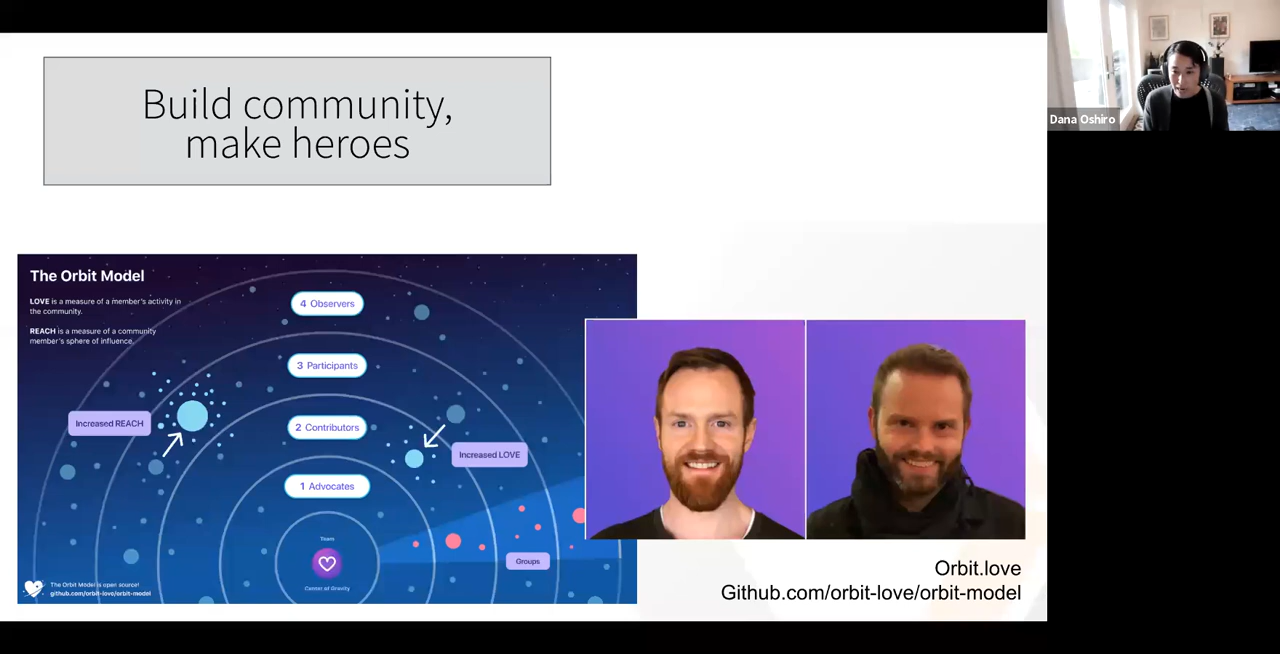 Build community,
make heroes
Dana Oshiro
The Orbit Model
LOVE is a measure of a member's activity in
the community.
REACH is a measure of a community
member's sphere of influence.
4 Observers
3 Participants
2 Contributors
1 Advocates
Increased REACH
Increased LOVE
Team
Center of Gravity
Groups
The Orbit Model is open source!
github.com/orbit-love/orbit-model
Orbit.love
Github.com/orbit-love/orbit-model